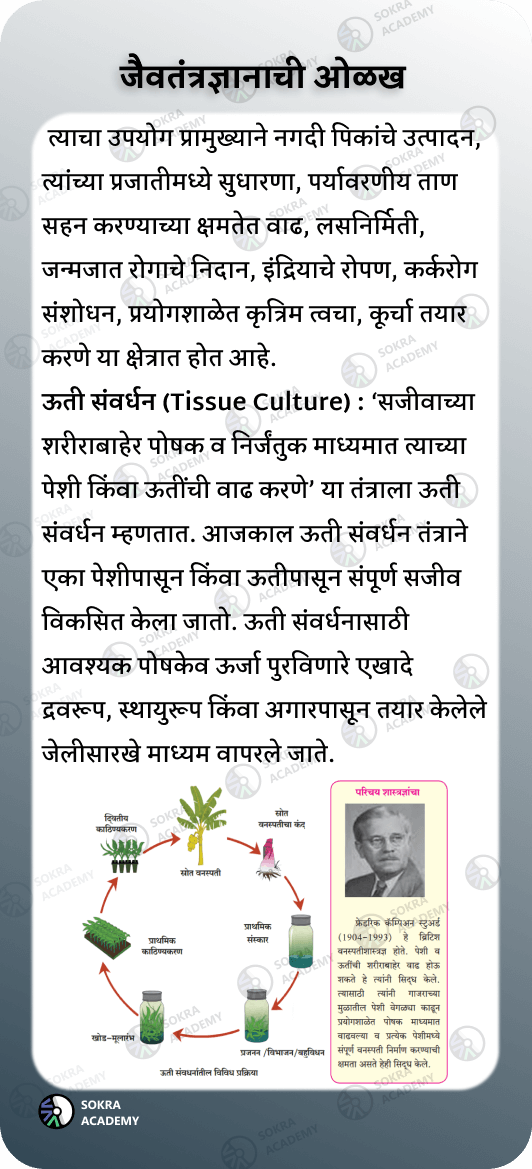 जैवतंत्रज्ञानाची ओळख
त्याचा उपयोग प्रामुख्याने नगदी पिकांचे उत्पादन,
त्यांच्या प्रजातीमध्ये सुधारणा, पर्यावरणीय ताण
सहन करण्याच्या क्षमतेत वाढ, लसनिर्मिती,
जन्मजात रोगाचे निदान, इंद्रियाचे रोपण, कर्करोग
संशोधन, प्रयोगशाळेत कृत्रिम त्वचा, कूर्चा तयार
करणे या क्षेत्रात होत आहे.
ऊती संवर्धन (Tissue Culture) : ‘सजीवाच्या
शरीराबाहेर पोषक व निर्जंतुक माध्यमात त्याच्या
पेशी किंवा ऊतींची वाढ करणे’ या तंत्राला ऊती
संवर्धन म्हणतात. आजकाल ऊती संवर्धन तंत्राने
एका पेशीपासून किंवा ऊतीपासून संपूर्ण सजीव
विकसित केला जातो. ऊती संवर्धनासाठी
आवश्यक पोषकेव ऊर्जा पुरविणारे एखादे
द्रवरूप, स्थायुरूप किंवा अगारपासून तयार केलेले
जेलीसारखे माध्यम वापरले जाते.
द्वितीय
काठिण्यकरण
स्रोत वनस्पती
स्रोत
वनस्पतीचा कंद
प्राथमिक
संस्कार
प्रजनन /विभाजन/बहुविधन
खोड-मूलारंभ
प्राथमिक
काठिण्यकरण
ऊती संवर्धनांतील विविध प्रक्रिया
परिचय शास्त्रज्ञांचा
फ्रेडरिक कॅम्पिअन स्टुअर्ड
(1904-1993) हे ब्रिटिश
वनस्पतीशास्त्रज्ञ होते. पेशी व
ऊतींची शरीराबाहेर वाढ होऊ
शकते हे त्यांनी सिद्ध केले.
त्यासाठी त्यांनी गाजराच्या
मुळातील पेशी वेगळ्या काढून
प्रयोगशाळेत पोषक माध्यमात
वाढवल्या व प्रत्येक पेशीमध्ये
संपूर्ण वनस्पती निर्माण करण्याची
क्षमता असते हेही सिद्ध केले.
SOKRA
ACADEMY